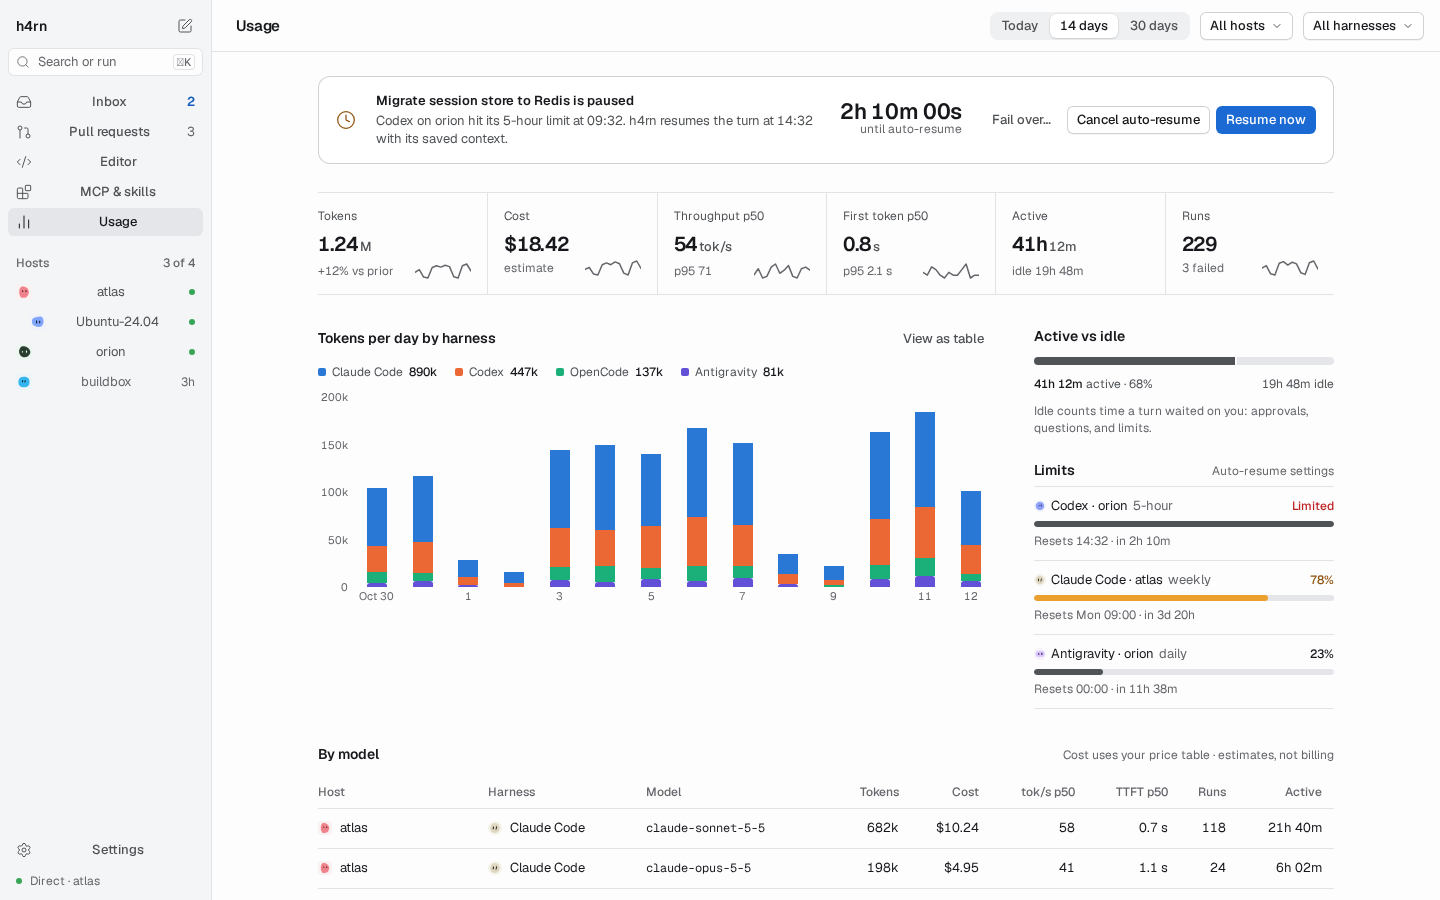 h4rn
Search or run
K
Inbox 2
Pull requests 3
Editor
MCP & skills
Usage
Hosts 3 of 4
atlas
Ubuntu-24.04
orion
buildbox 3h
Settings
Direct · atlas
Usage
Today 14 days 30 days All hosts All harnesses
Migrate session store to Redis is paused
Codex on orion hit its 5-hour limit at 09:32. h4rn resumes the turn at 14:32
with its saved context.
2h 10m 00s
until auto-resume
Fail over... Cancel auto-resume Resume now
Tokens
1.24 M
+12% vs prior
Cost
$18.42
estimate
Throughput p50
54 tok/s
p95 71
First token p50
0.8 s
p95 2.1 s
Active
41h 12m
idle 19h 48m
Runs
229
3 failed
Tokens per day by harness View as table
Claude Code 890k Codex 447k OpenCode 137k Antigravity 81k
200k
150k
100k
50k
0
Oct 30 1 3 5 7 9 11 12
Active vs idle
41h 12m active · 68% 19h 48m idle
Idle counts time a turn waited on you: approvals,
questions, and limits.
Limits Auto-resume settings
Codex · orion 5-hour Limited
Resets 14:32 · in 2h 10m
Claude Code · atlas weekly 78%
Resets Mon 09:00 · in 3d 20h
Antigravity · orion daily 23%
Resets 00:00 · in 11h 38m
By model Cost uses your price table · estimates, not billing
Host Harness Model Tokens Cost tok/s p50 TTFT p50 Runs Active
atlas Claude Code claude-sonnet-5-5 682k $10.24 58 0.7 s 118 21h 40m
atlas Claude Code claude-opus-5-5 198k $4.95 41 1.1 s 24 6h 02m